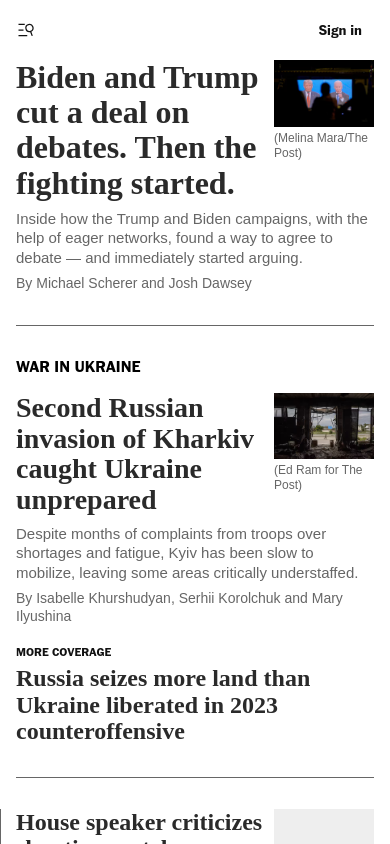 Sign in
Biden and Trump
cut a deal on
debates. Then the
fighting started.
(Melina Mara/The
Post)
Inside how the Trump and Biden campaigns, with the
help of eager networks, found a way to agree to
debate — and immediately started arguing.
By Michael Scherer and Josh Dawsey
WAR IN UKRAINE
Second Russian
invasion of Kharkiv
caught Ukraine
unprepared
(Ed Ram for The
Post)
Despite months of complaints from troops over
shortages and fatigue, Kyiv has been slow to
mobilize, leaving some areas critically understaffed.
By Isabelle Khurshudyan, Serhii Korolchuk and Mary
Ilyushina
MORE COVERAGE
Russia seizes more land than
Ukraine liberated in 2023
counteroffensive
House speaker criticizes